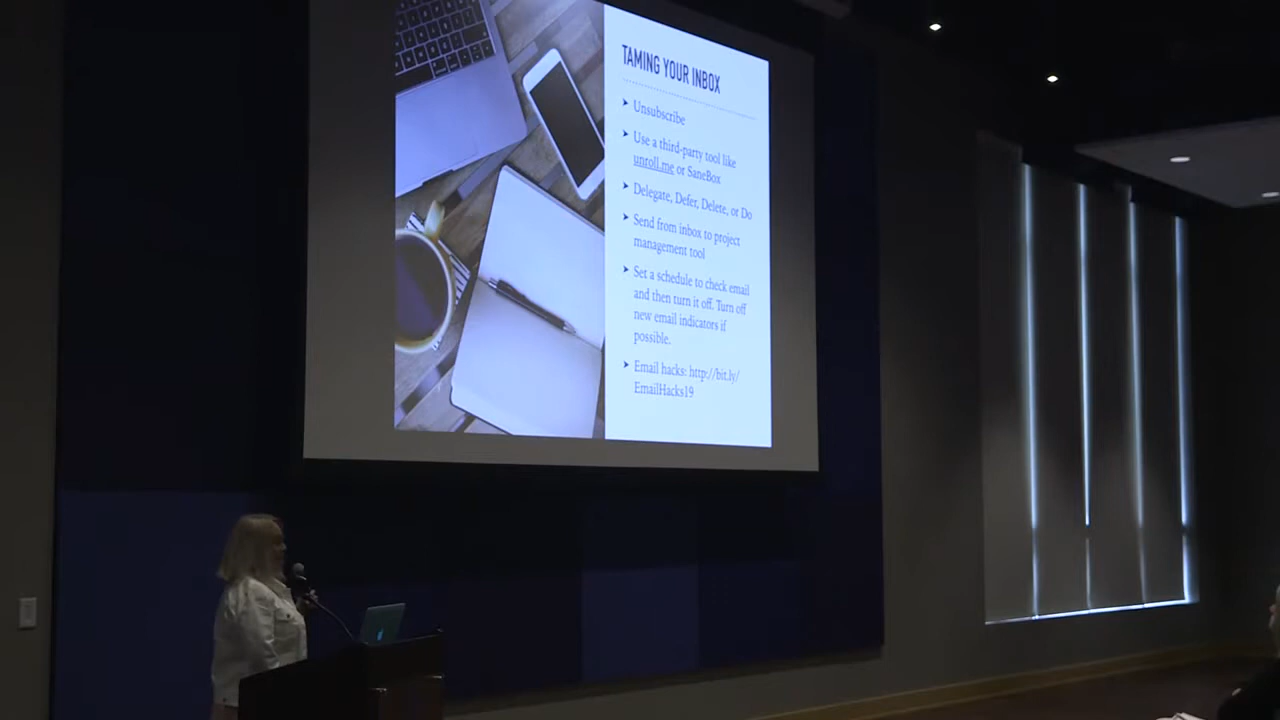 TAMING YOUR INBOX
➤ Unsubscribe
➤ Use a third-party tool like
unroll.me or SaneBox
➤ Delegate, Defer, Delete, or Do
➤ Send from inbox to project
management tool
➤ Set a schedule to check email
and then turn it off. Turn off
new email indicators if
possible.
➤ Email hacks: http://bit.ly/
EmailHacks19